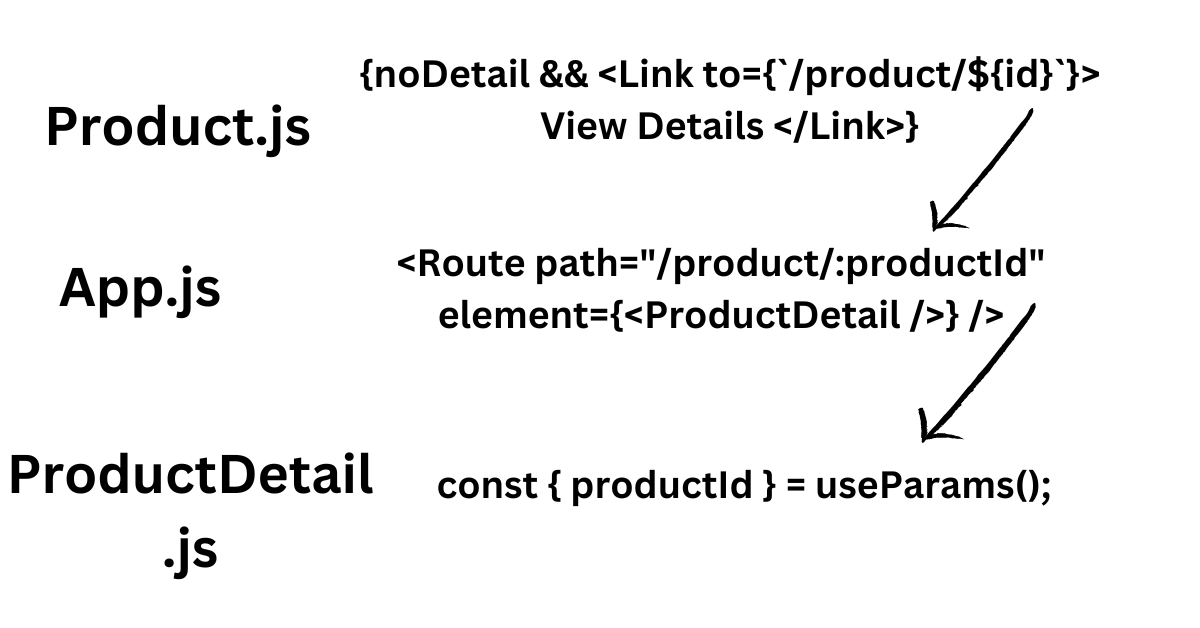 Product.js
{noDetail && <Link to={`/product/${id}`}>
View Details </Link>}
App.js
<Route path="/product/:productId"
element={<ProductDetail />} />
ProductDetail
.js
const { productId } = useParams();